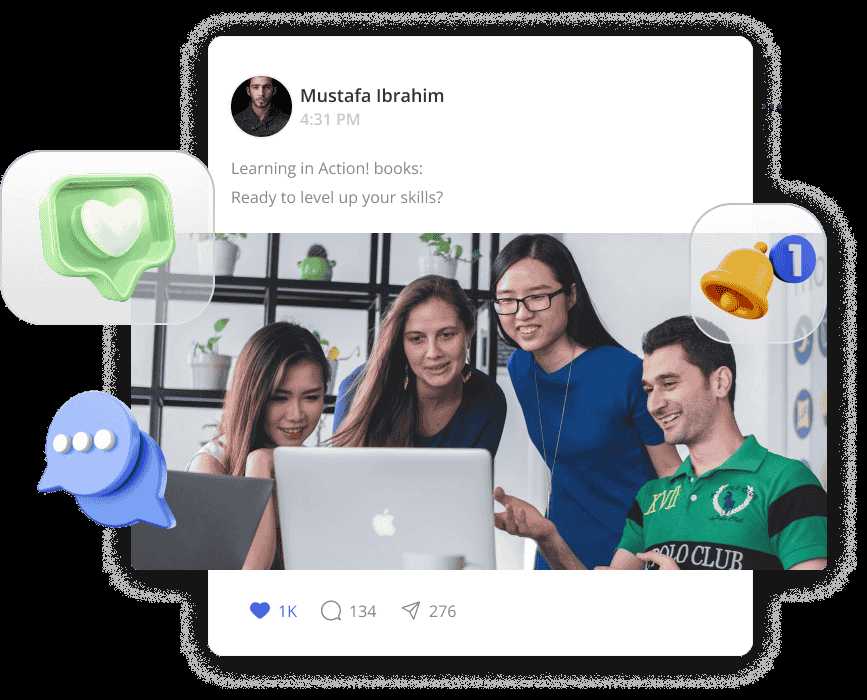 Mustafa Ibrahim
4:31 PM
Learning in Action! books:
Ready to level up your skills?
1
XVII
POLO CLUB
1K
134
276